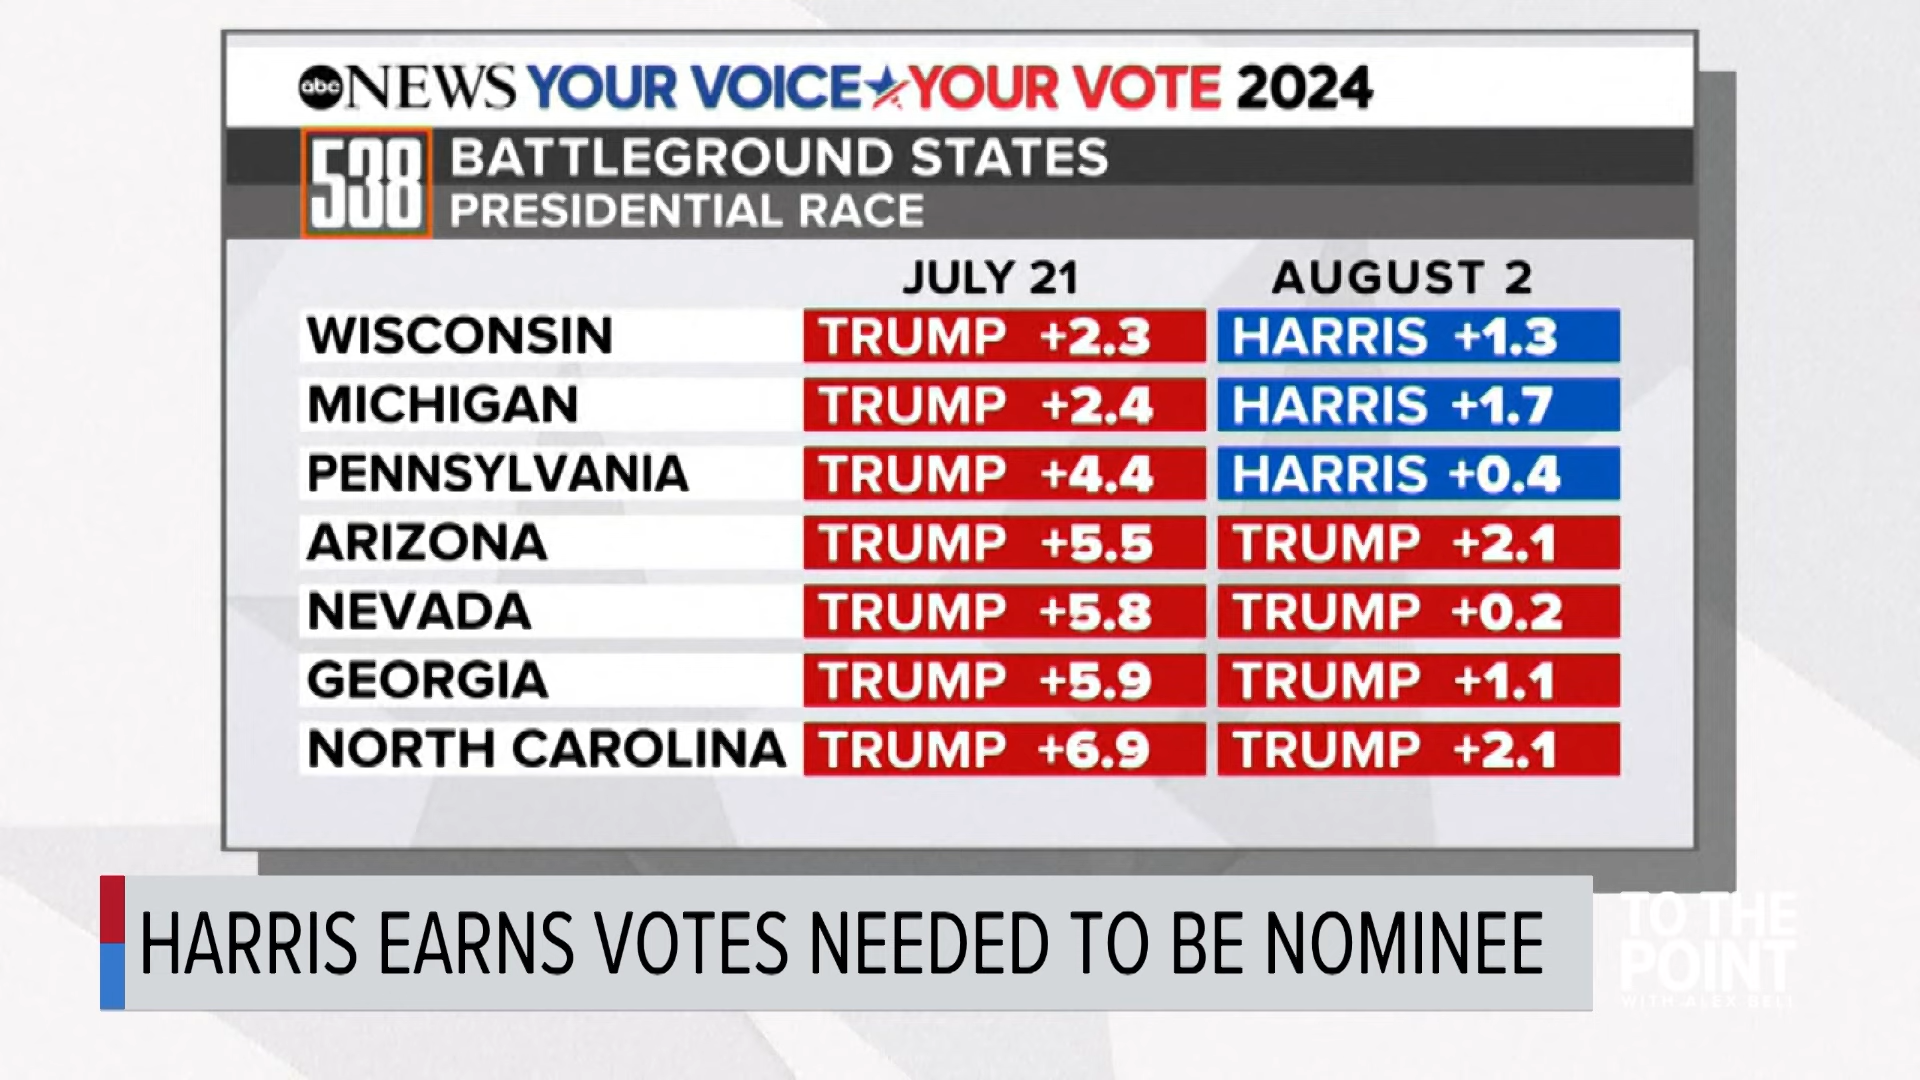 abc NEWS YOUR VOICE YOUR VOTE 2024
538 BATTLEGROUND STATES
PRESIDENTIAL RACE
JULY 21 AUGUST 2
WISCONSIN TRUMP +2.3 HARRIS +1.3
MICHIGAN TRUMP +2.4 HARRIS +1.7
PENNSYLVANIA TRUMP +4.4 HARRIS +0.4
ARIZONA TRUMP +5.5 TRUMP +2.1
NEVADA TRUMP +5.8 TRUMP +0.2
GEORGIA TRUMP +5.9 TRUMP +1.1
NORTH CAROLINA TRUMP +6.9 TRUMP +2.1
HARRIS EARNS VOTES NEEDED TO BE NOMINEE
TO THE
POINT
WITH ALEX BELL